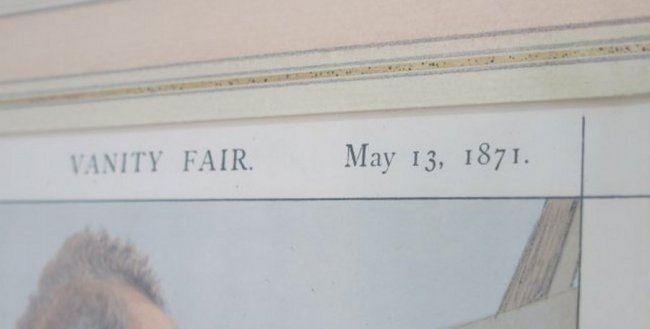 VANITY FAIR. May 13, 1871.